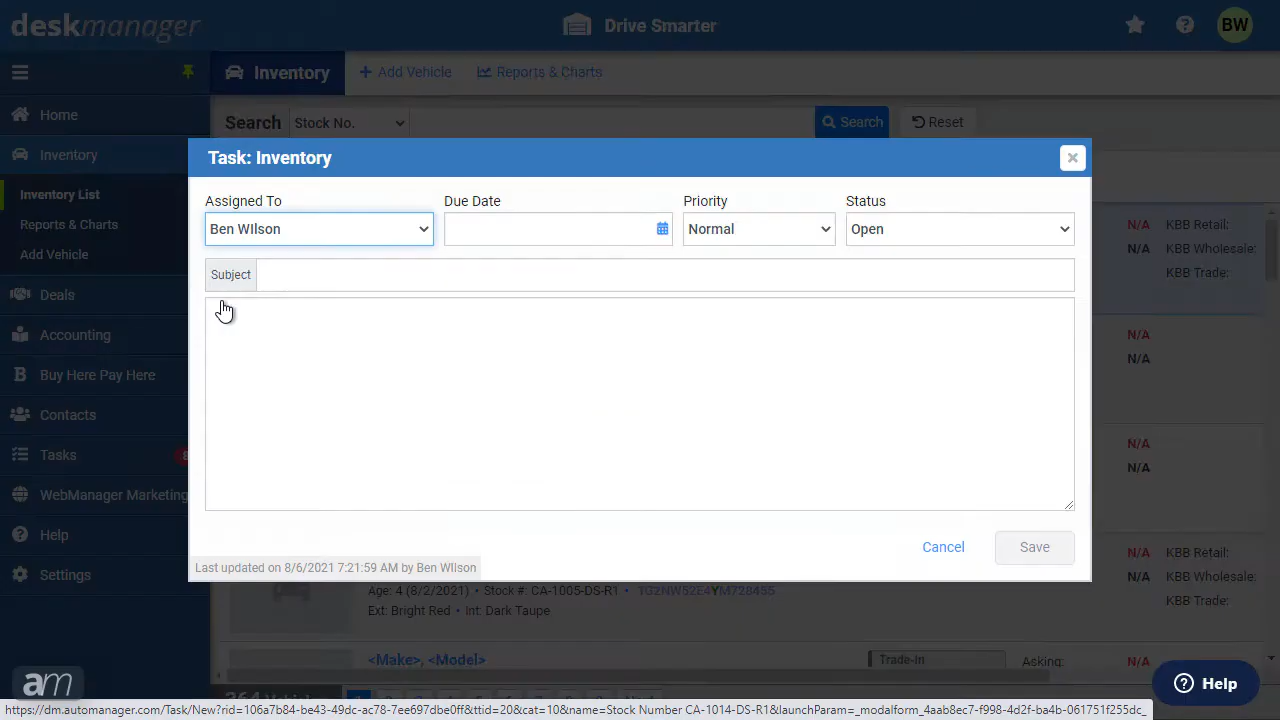 deskmanager
Drive Smarter
BW
Inventory
Add Vehicle
Reports & Charts
Search
Stock No.
Search
Reset
Home
Inventory
Inventory List
Reports & Charts
Add Vehicle
Deals
Accounting
Buy Here Pay Here
Contacts
Tasks
WebManager Marketing
Help
Settings
am
Task: Inventory
Assigned To
Due Date
Priority
Status
Ben WIlson
Normal
Open
Subject
Cancel
Save
Last updated on 8/6/2021 7:21:59 AM by Ben WIlson
N/A KBB Retail:
N/A KBB Wholesale:
KBB Trade:
N/A
N/A
N/A
N/A
N/A KBB Retail:
N/A KBB Wholesale:
KBB Trade:
Age: 4 (8/2/2021) • Stock #: CA-1005-DS-R1 • 1G2NW52E4YM728455
Ext: Bright Red • Int: Dark Taupe
<Make>, <Model>
Trade-In
Asking:
N/A
Help
https://dm.automanager.com/Task/New?rid=106a7b84-be43-49dc-ac78-7ee697dbe0ff&ttid=20&cat=10&name=Stock Number CA-1014-DS-R1&launchParam=_modalform_4aab8ec7-f998-4d2f-ba4b-061751f255dc_